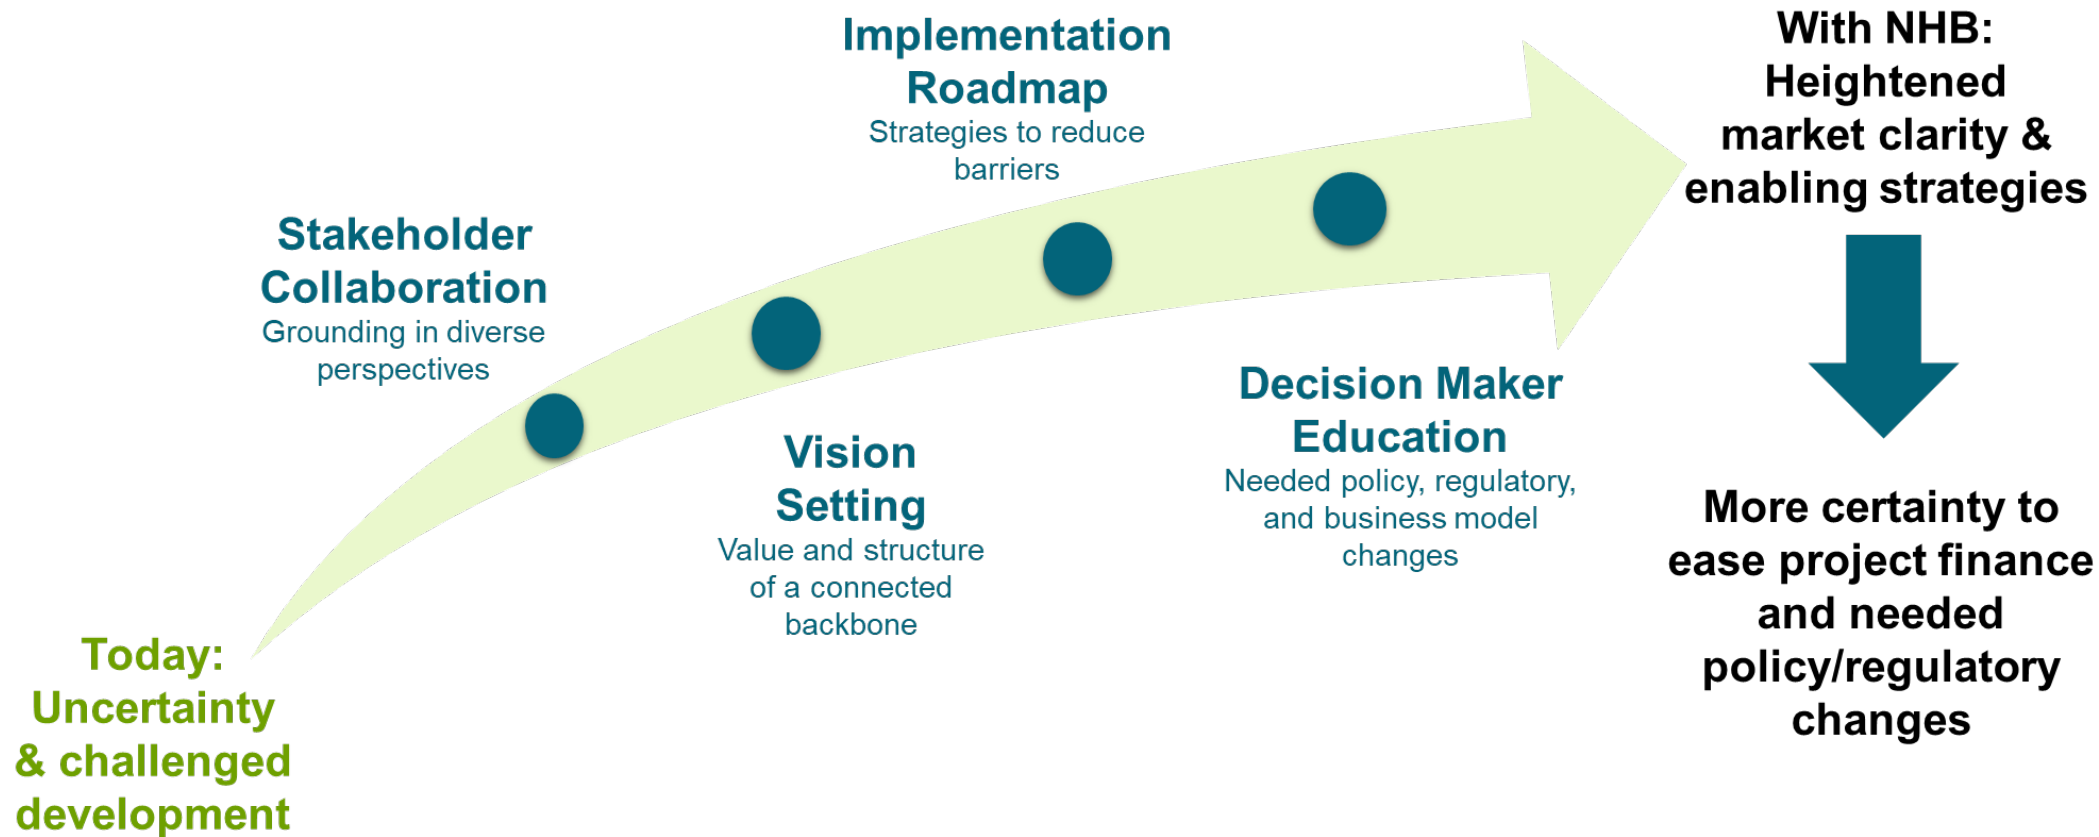 Today:
Uncertainty
& challenged
development
Stakeholder
Collaboration
Grounding in diverse
perspectives
Vision
Setting
Value and structure
of a connected
backbone
Implementation
Roadmap
Strategies to reduce
barriers
Decision Maker
Education
Needed policy, regulatory,
and business model
changes
With NHB:
Heightened
market clarity &
enabling strategies
More certainty to
ease project finance
and needed
policy/regulatory
changes